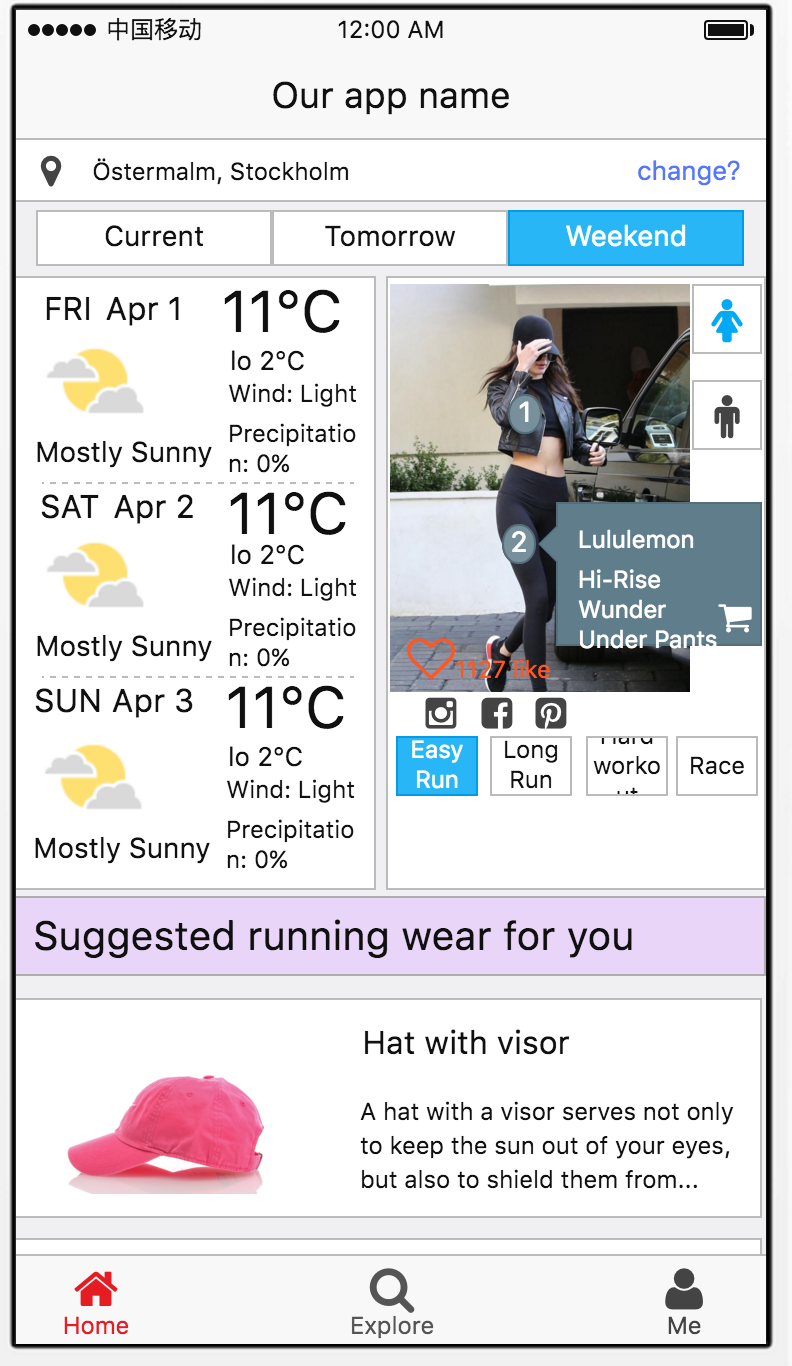 中国移动 12:00 AM
Our app name
Östermalm, Stockholm change?
Current Tomorrow Weekend
FRI Apr 1 11°C
lo 2°C
Wind: Light
Mostly Sunny
Precipitatio
n: 0%
SAT Apr 2 11°C
lo 2°C
Wind: Light
Mostly Sunny
Precipitatio
n: 0%
SUN Apr 3 11°C
lo 2°C
Wind: Light
Mostly Sunny
Precipitatio
n: 0%
1
2
Lululemon
Hi-Rise
Wunder
Under Pants
1127 like
Easy
Run
Long
Run
Hard
worko
ut
Race
Suggested running wear for you
Hat with visor
A hat with a visor serves not only
to keep the sun out of your eyes,
but also to shield them from...
Home Explore Me